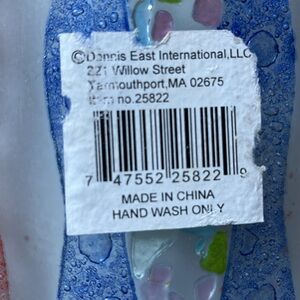 ©Dennis East International,LLC
221 Willow Street
Yarmouthport,MA 02675
Item no.25822
7 47552 25822 9
MADE IN CHINA
HAND WASH ONLY